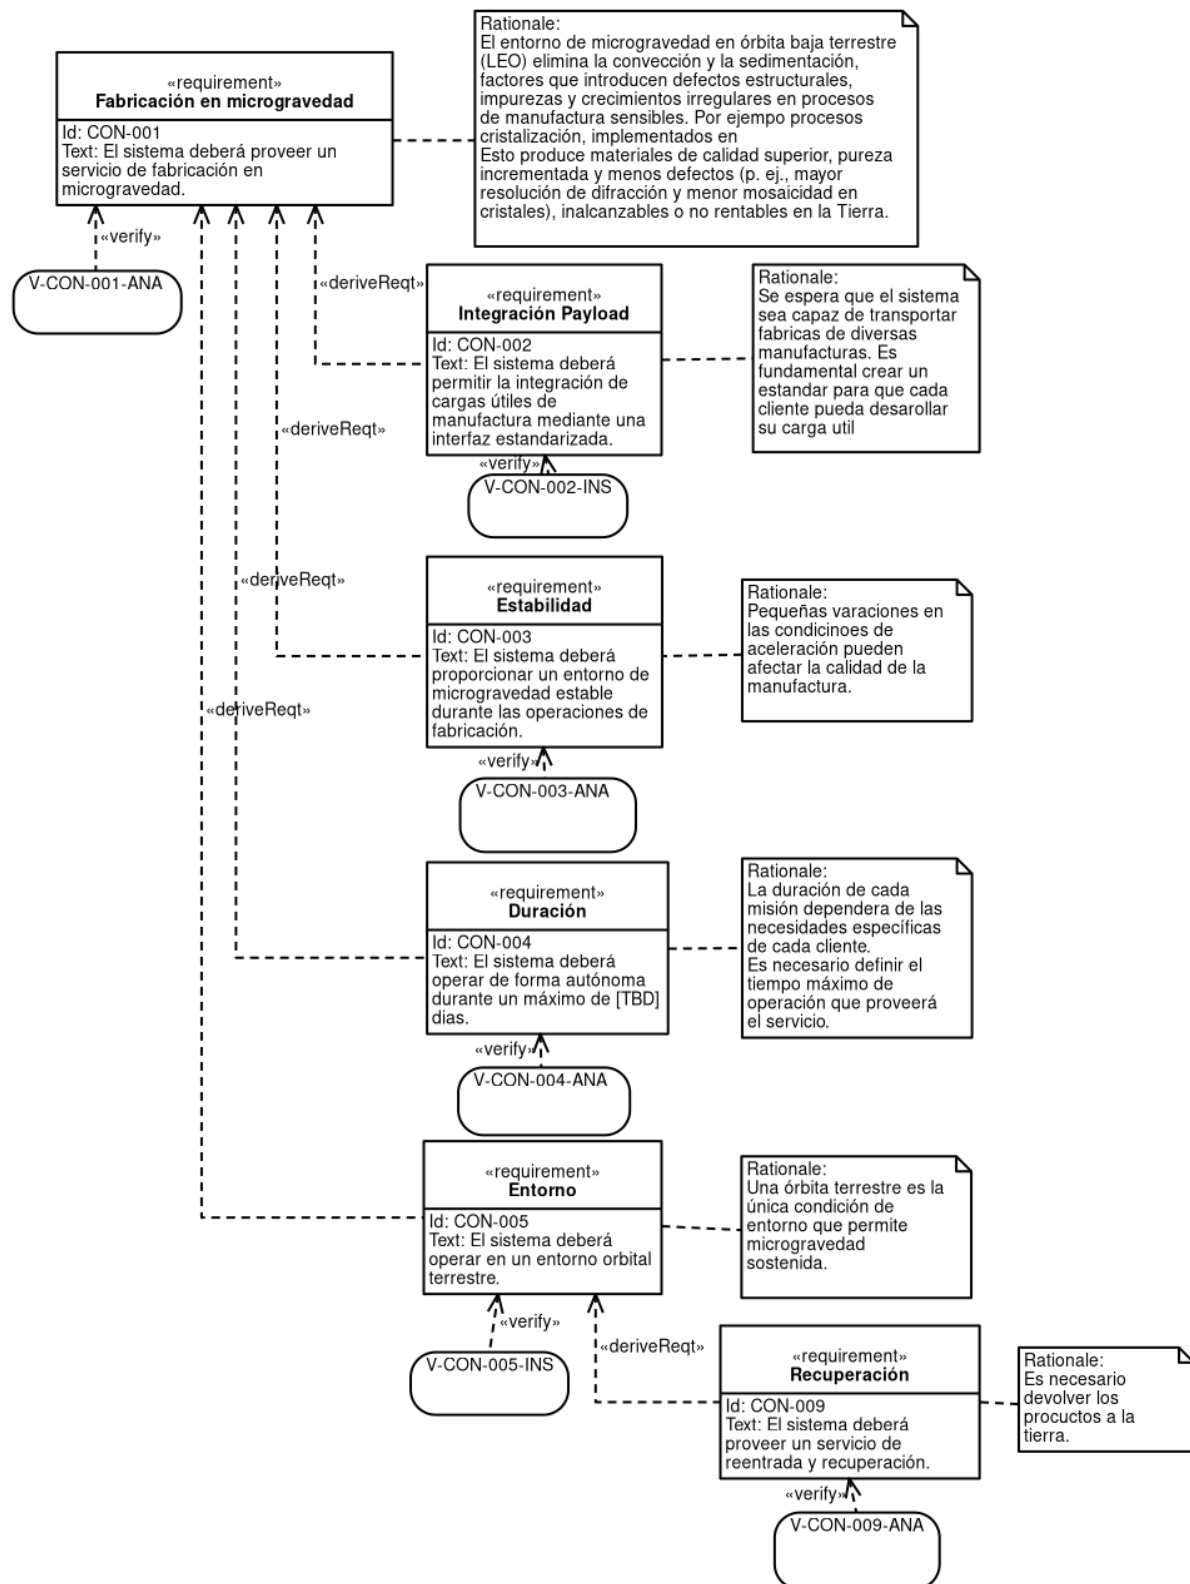 Rationale:
El entorno de microgravedad en órbita baja terrestre
(LEO) elimina la convección y la sedimentación,
factores que introducen defectos estructurales,
impurezas y crecimientos irregulares en procesos
de manufactura sensibles. Por ejempo procesos
cristalización, implementados en
Esto produce materiales de calidad superior, pureza
incrementada y menos defectos (p. ej., mayor
resolución de difracción y menor mosaicidad en
cristales), inalcanzables o no rentables en la Tierra.
«requirement»
Fabricación en microgravedad
Id: CON-001
Text: El sistema deberá proveer un
servicio de fabricación en
microgravedad.
«verify»
V-CON-001-ANA
«deriveReqt»
«requirement»
Integración Payload
Id: CON-002
Text: El sistema deberá
permitir la integración de
cargas útiles de
manufactura mediante una
interfaz estandarizada.
Rationale:
Se espera que el sistema
sea capaz de transportar
fabricas de diversas
manufacturas. Es
fundamental crear un
estandar para que cada
cliente pueda desarollar
su carga util
«verify»
V-CON-002-INS
«deriveReqt»
«requirement»
Estabilidad
Id: CON-003
Text: El sistema deberá
proporcionar un entorno de
microgravedad estable
durante las operaciones de
fabricación.
Rationale:
Pequeñas varaciones en
las condicinoes de
aceleración pueden
afectar la calidad de la
manufactura.
«verify»
V-CON-003-ANA
«deriveReqt»
«deriveReqt»
«requirement»
Duración
Id: CON-004
Text: El sistema deberá
operar de forma autónoma
durante un máximo de [TBD]
dias.
Rationale:
La duración de cada
misión dependera de las
necesidades específicas
de cada cliente.
Es necesario definir el
tiempo máximo de
operación que proveerá
el servicio.
«verify»
V-CON-004-ANA
«requirement»
Entorno
Id: CON-005
Text: El sistema deberá
operar en un entorno orbital
terrestre.
Rationale:
Una órbita terrestre es la
única condición de
entorno que permite
microgravedad
sostenida.
«verify»
V-CON-005-INS
«deriveReqt»
«requirement»
Recuperación
Id: CON-009
Text: El sistema deberá
proveer un servicio de
reentrada y recuperación.
Rationale:
Es necesario
devolver los
procuctos a la
tierra.
«verify»
V-CON-009-ANA